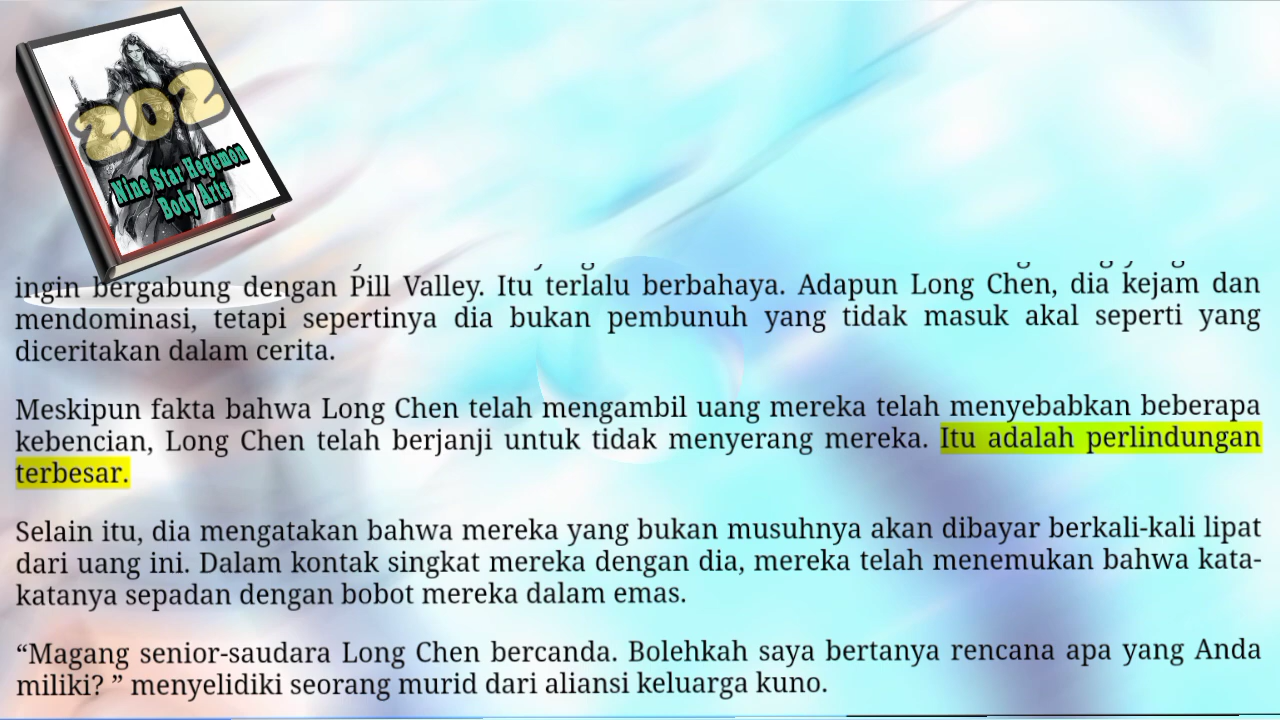 202
Nine Star Hegemon
Body Arts
ingin bergabung dengan Pill Valley. Itu terlalu berbahaya. Adapun Long Chen, dia kejam dan
mendominasi, tetapi sepertinya dia bukan pembunuh yang tidak masuk akal seperti yang
diceritakan dalam cerita.
Meskipun fakta bahwa Long Chen telah mengambil uang mereka telah menyebabkan beberapa
kebencian, Long Chen telah berjanji untuk tidak menyerang mereka. Itu adalah perlindungan
terbesar.
Selain itu, dia mengatakan bahwa mereka yang bukan musuhnya akan dibayar berkali-kali lipat
dari uang ini. Dalam kontak singkat mereka dengan dia, mereka telah menemukan bahwa kata-
katanya sepadan dengan bobot mereka dalam emas.
“Magang senior-saudara Long Chen bercanda. Bolehkah saya bertanya rencana apa yang Anda
miliki? ” menyelidiki seorang murid dari aliansi keluarga kuno.